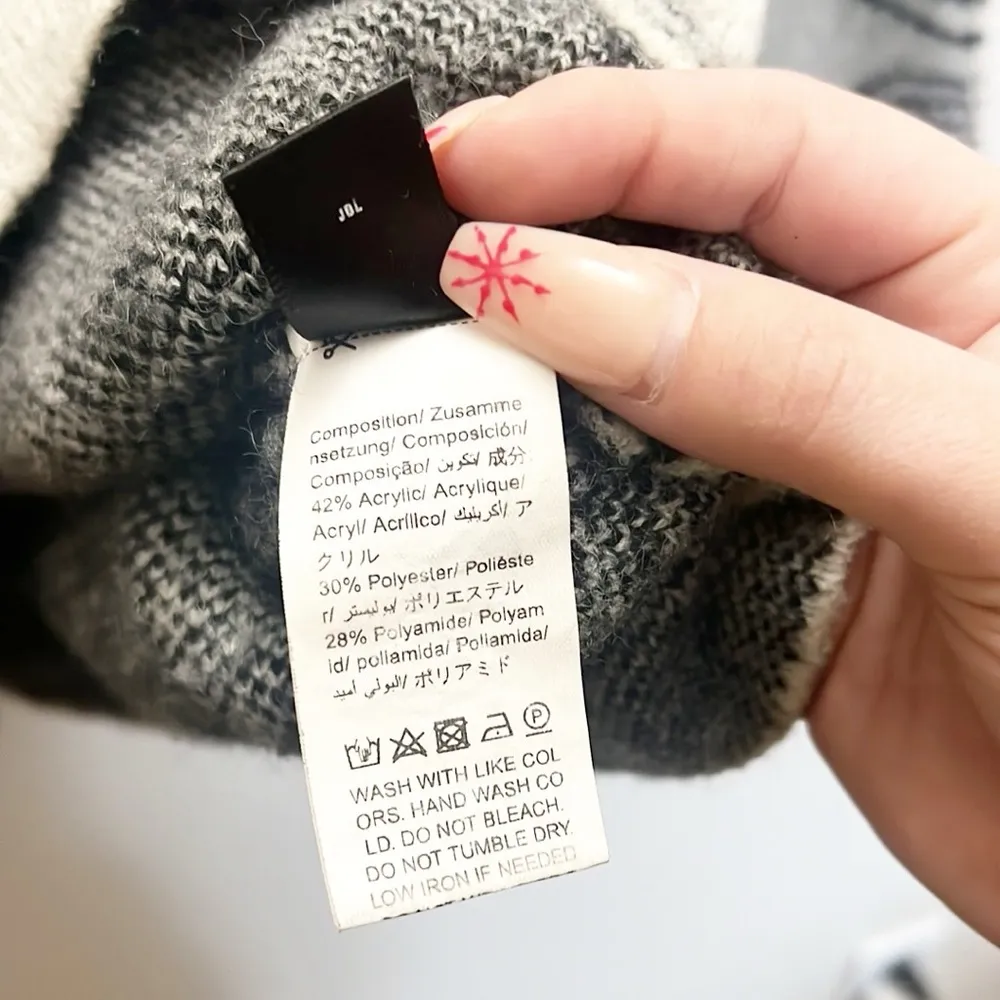 JDL
Composition/ Zusamme
nsetzung/ Composición/
Composição/ تكوين/ 成分
42% Acrylic/ Acrylique/
Acryl/ Acrílico/ أكريليك/ ア
クリル
30% Polyester/ Poliéste
r/ بوليستر/ ポリエステル
28% Polyamide/ Polyam
id/ poliamida/ Poliamida/
البولي أميد/ ポリアミド
P
WASH WITH LIKE COL
ORS. HAND WASH CO
LD. DO NOT BLEACH.
DO NOT TUMBLE DRY.
LOW IRON IF NEEDED